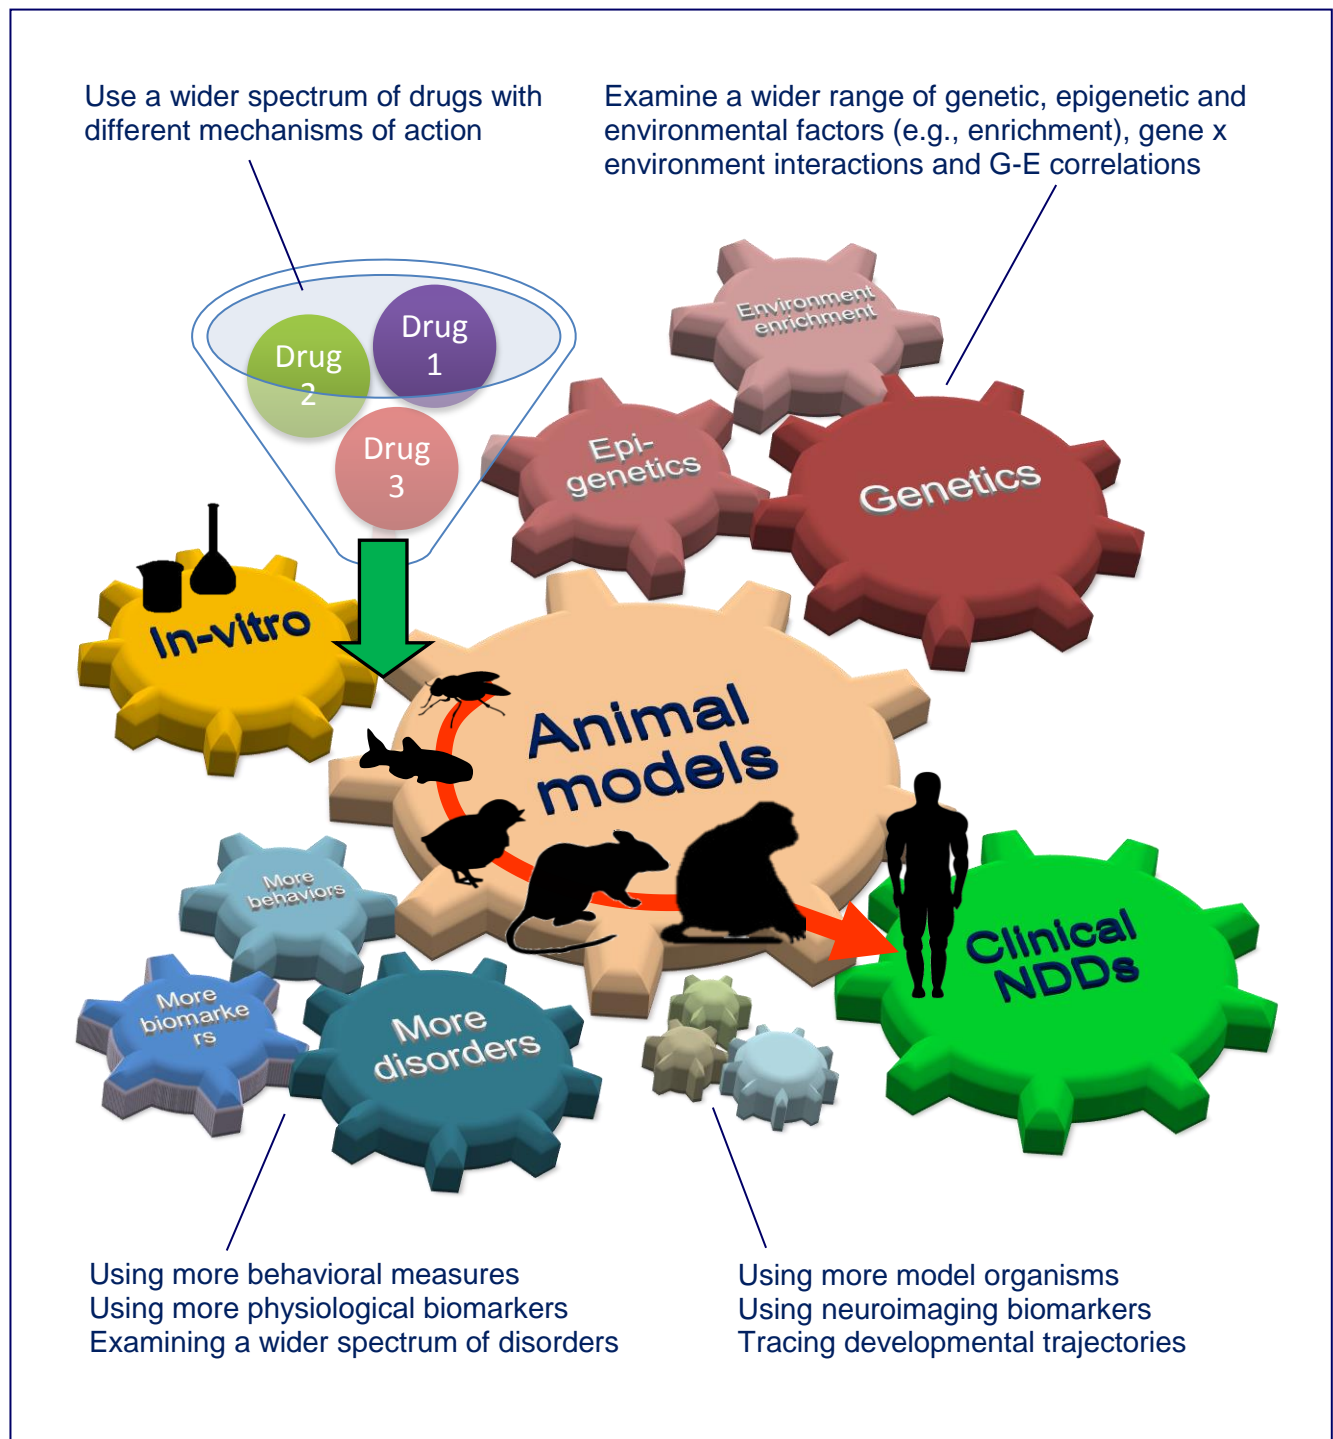 Use a wider spectrum of drugs with
different mechanisms of action
Examine a wider range of genetic, epigenetic and
environmental factors (e.g., enrichment), gene x
environment interactions and G-E correlations
Environment
enrichment
Drug
1
Drug
2
Drug
3
Epi-
genetics
Genetics
In-vitro
Animal
models
More
behaviors
More
biomarke
rs
More
disorders
Clinical
NDDs
Using more behavioral measures
Using more physiological biomarkers
Examining a wider spectrum of disorders
Using more model organisms
Using neuroimaging biomarkers
Tracing developmental trajectories